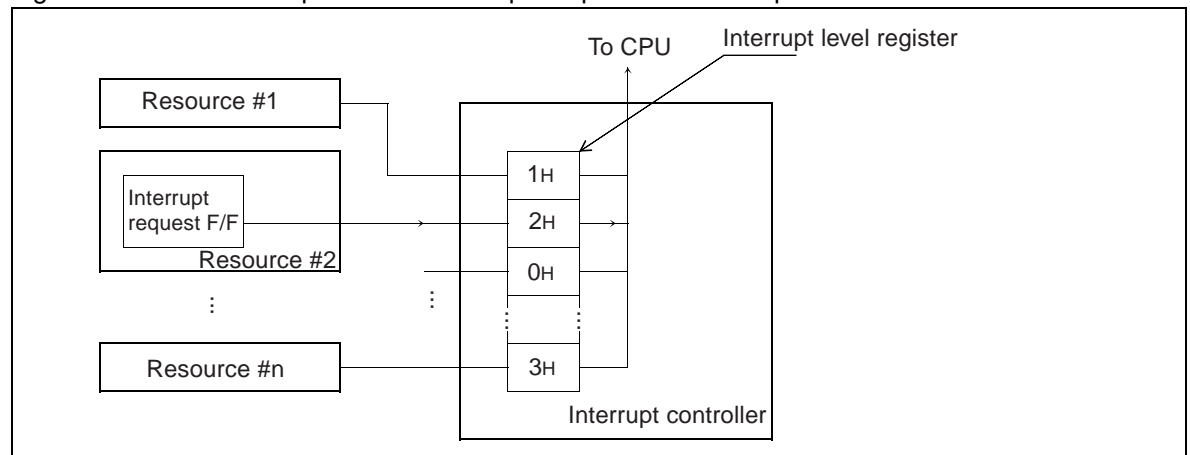 To CPU
Interrupt level register
Resource #1
1H
Interrupt
request F/F
2H
Resource #2
0H
Resource #n
3H
Interrupt controller